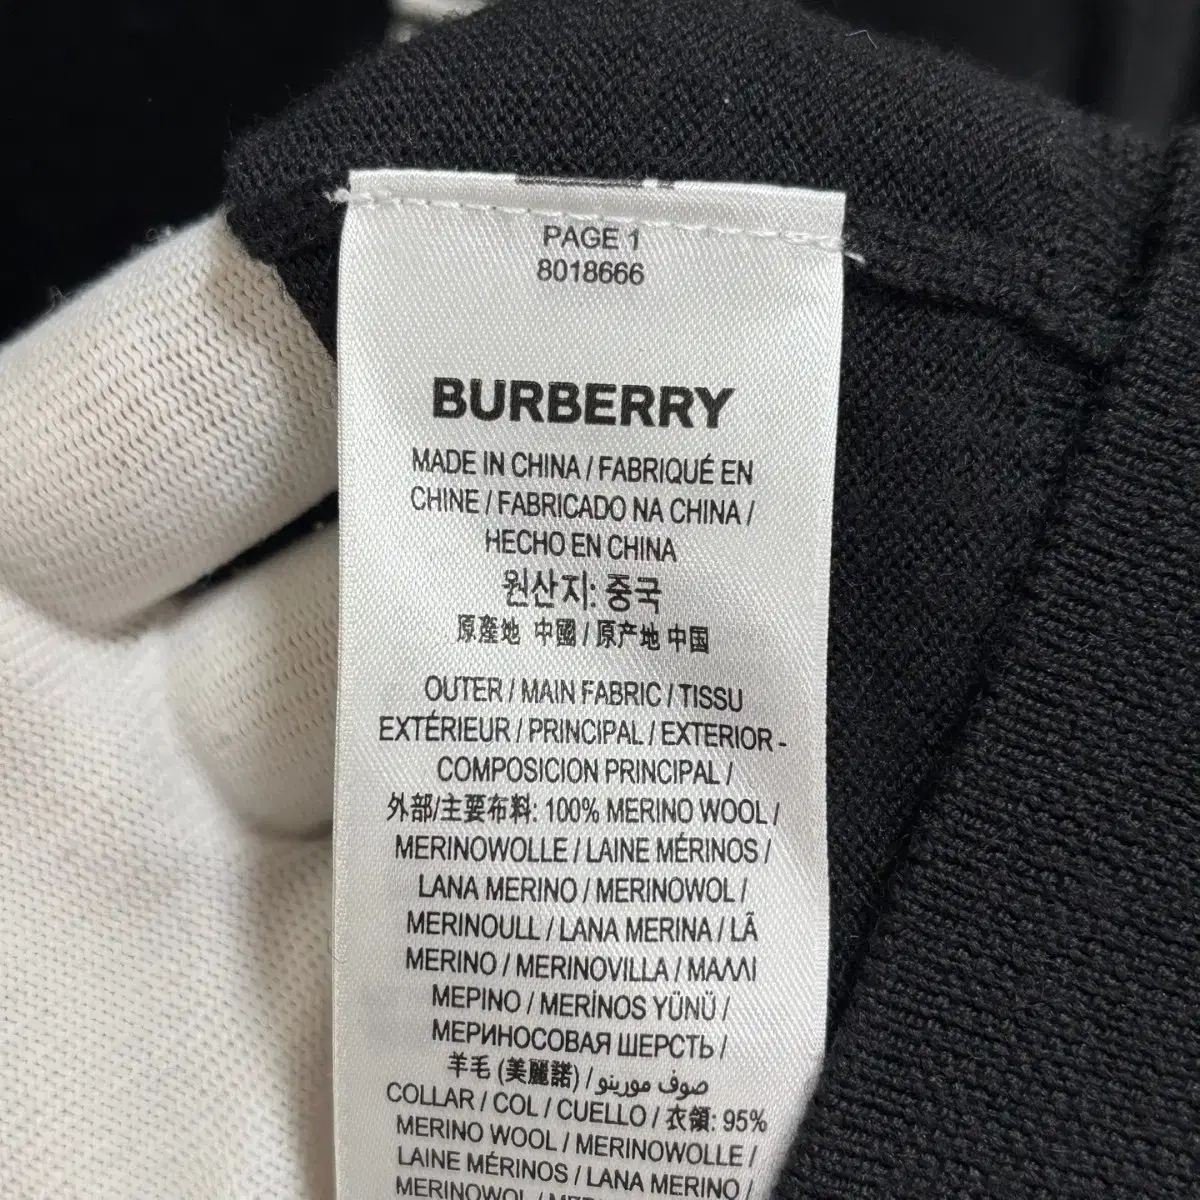 PAGE 1
8018666
BURBERRY
MADE IN CHINA / FABRIQUÉ EN
CHINE / FABRICADO NA CHINA /
HECHO EN CHINA
원산지: 중국
原產地 中國 / 原产地 中国
OUTER / MAIN FABRIC / TISSU
EXTÉRIEUR / PRINCIPAL / EXTERIOR -
COMPOSICION PRINCIPAL /
外部/主要布料: 100% MERINO WOOL /
MERINOWOLLE / LAINE MÉRINOS /
LANA MERINO / MERINOWOL /
MERINOULL / LANA MERINA / LÃ
MERINO / MERINOVILLA / ΜΑΛΛΙ
ΜΕΡΙΝΟ / MERİNOS YÜNÜ /
МЕРИНОСОВАЯ ШЕРСТЬ /
羊毛 (美麗諾) / صوف مورينو
COLLAR / COL / CUELLO / 衣領: 95%
MERINO WOOL / MERINOWOLLE /
LAINE MÉRINOS / LANA MERINO /
MERINOWOL /